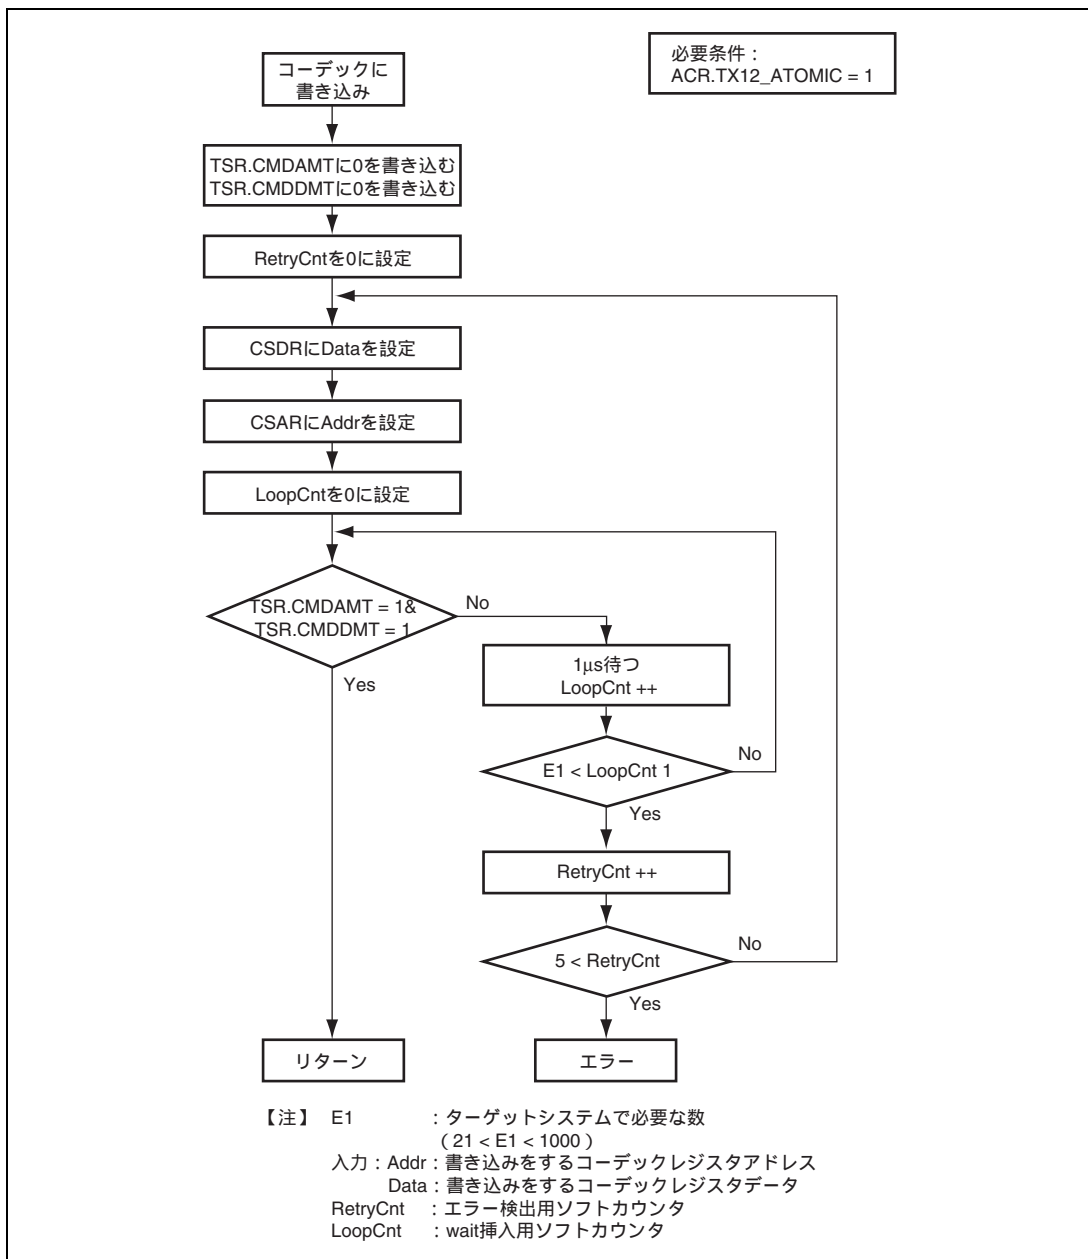 必要条件：
ACR.TX12_ATOMIC = 1
コーデックに
書き込み
TSR.CMDAMTに0を書き込む
TSR.CMDDMTに0を書き込む
RetryCntを0に設定
CSDRにDataを設定
CSARにAddrを設定
LoopCntを0に設定
TSR.CMDAMT = 1&
TSR.CMDDMT = 1
No
Yes
1μs待つ
LoopCnt ++
E1 < LoopCnt 1
No
Yes
RetryCnt ++
5 < RetryCnt
No
Yes
リターン
エラー
【注】 E1 ：ターゲットシステムで必要な数
（21 < E1 < 1000）
入力：Addr：書き込みをするコーデックレジスタアドレス
Data：書き込みをするコーデックレジスタデータ
RetryCnt ：エラー検出用ソフトカウンタ
LoopCnt ：wait挿入用ソフトカウンタ